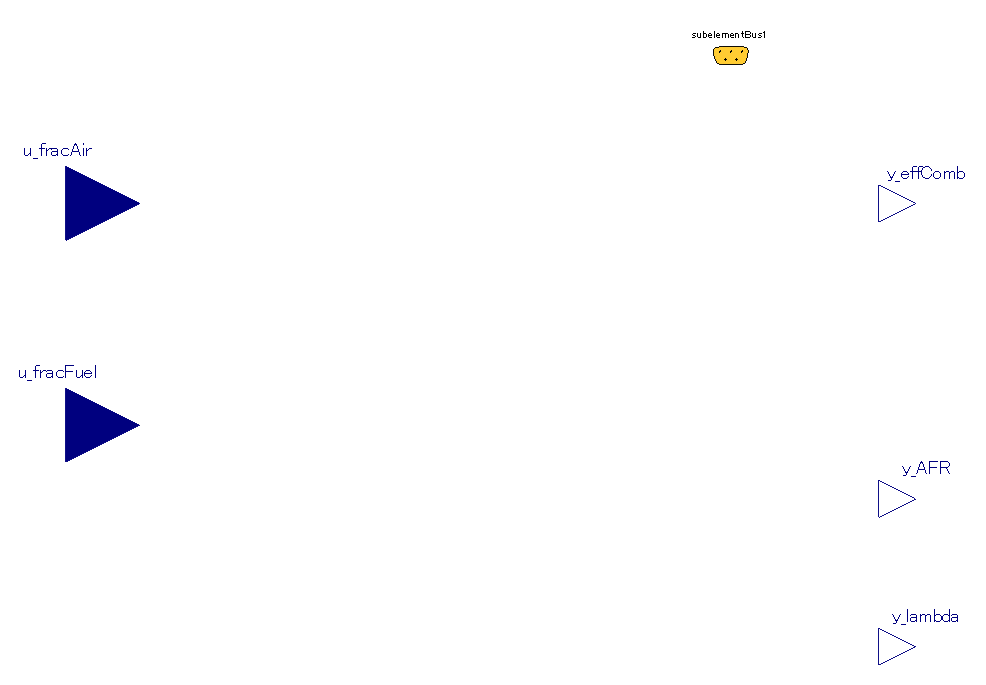 subelementBus1
u_fracAir
y_effComb
u_fracFuel
y_AFR
y_lambda